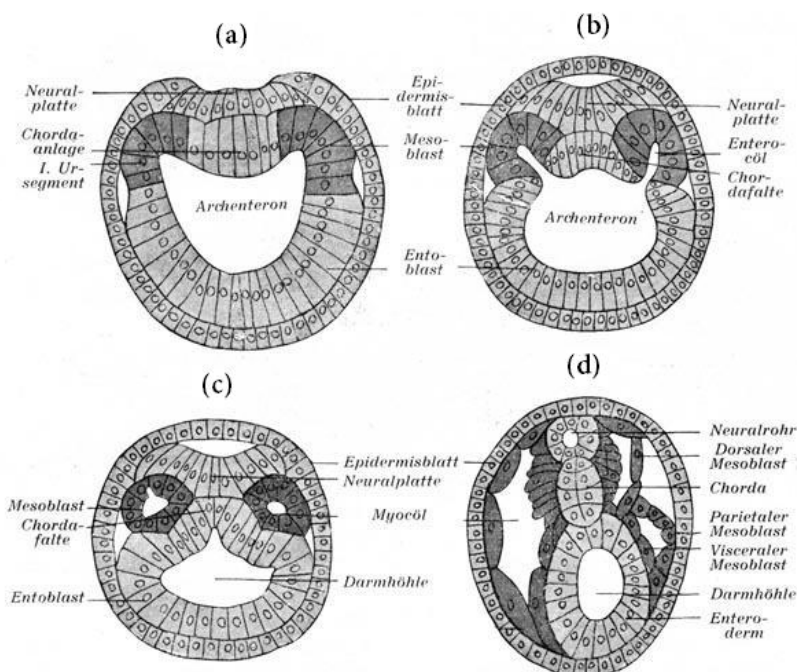 (a)
Neural-
platte
Chorda-
anlage
I. Ur-
segment
Archenteron
Epi-
dermis-
blatt
Meso-
blast
Ento-
blast
(b)
Neural-
platte
Entero-
cöl
Chor-
dafalte
Archenteron
(c)
Mesoblast
Chorda-
falte
Entoblast
Epidermisblatt
Neuralplatte
Myocöl
Darmhöhle
(d)
Neuralrohr
Dorsaler
Mesoblast
Chorda
Parietaler
Mesoblast
Visceraler
Mesoblast
Darmhöhle
Entero-
derm